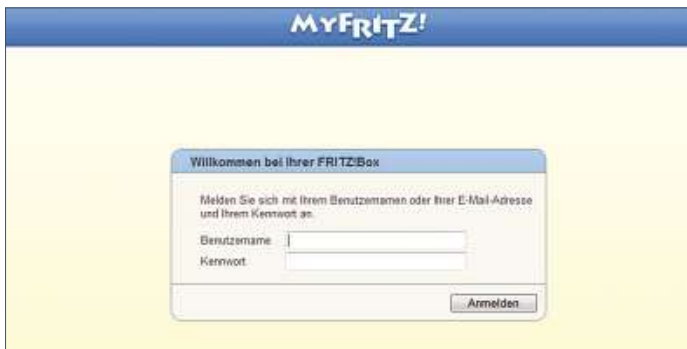 MyFRITZ!
Willkommen bei Ihrer FRITZ!Box
Melden Sie sich mit Ihrem Benutzernamen oder Ihrer E-Mail-Adresse
und Ihrem Kennwort an.
Benutzername
Kennwort
Anmelden